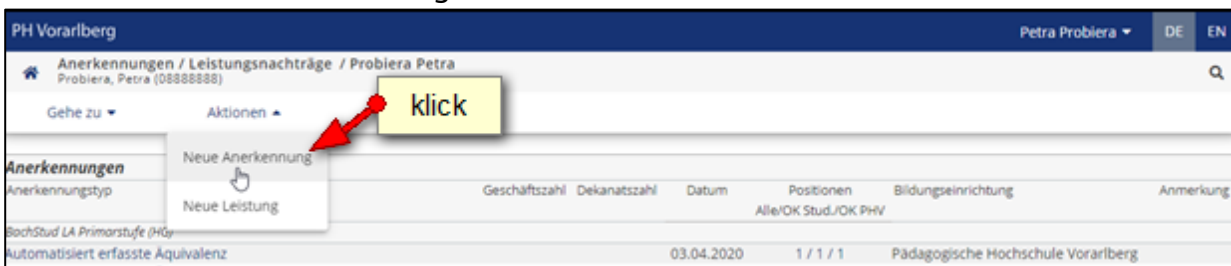 PH Vorarlberg Petra Probiera DE EN
Anerkennungen / Leistungsnachträge / Probiera Petra
Probiera, Petra (08888888)
Gehe zu Aktionen
klick
Neue Anerkennung
Neue Leistung
Anerkennungen
Anerkennungstyp Geschäftszahl Dekanatszahl Datum Positionen Bildungseinrichtung Anmerkung
Alle/OK Stud./OK PHV
BachStud LA Primarstufe (HG)
Automatisiert erfasste Äquivalenz 03.04.2020 1 / 1 / 1 Pädagogische Hochschule Vorarlberg